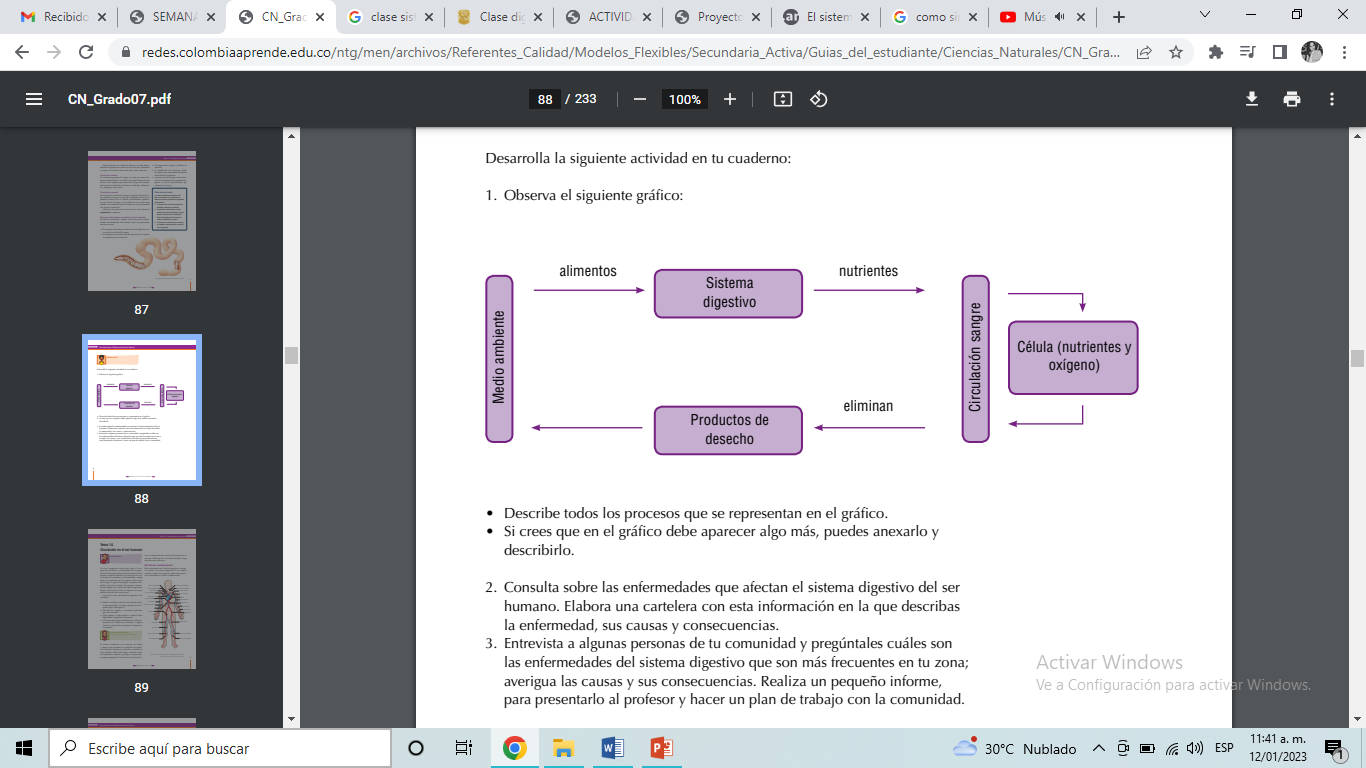 Recibido
SEMANA
CN_Grad
clase sist
Clase dig
ACTIVID
Proyecto
El sistem
como sir
Mús
redes.colombiaaprende.edu.co/ntg/men/archivos/Referentes_Calidad/Modelos_Flexibles/Secundaria_Activa/Guias_del_estudiante/Ciencias_Naturales/CN_Gra...
CN_Grado07.pdf
88 / 233
100%
87
88
89
Desarrolla la siguiente actividad en tu cuaderno:
1. Observa el siguiente gráfico:
alimentos
Sistema
digestivo
nutrientes
Medio ambiente
Circulación sangre
Célula (nutrientes y
oxígeno)
Productos de
desecho
eliminan
• Describe todos los procesos que se representan en el gráfico.
• Si crees que en el gráfico debe aparecer algo más, puedes anexarlo y
describirlo.
2. Consulta sobre las enfermedades que afectan el sistema digestivo del ser
humano. Elabora una cartelera con esta información en la que describas
la enfermedad, sus causas y consecuencias.
3. Entrevista a algunas personas de tu comunidad y pregúntales cuáles son
las enfermedades del sistema digestivo que son más frecuentes en tu zona;
averigua las causas y sus consecuencias. Realiza un pequeño informe,
para presentarlo al profesor y hacer un plan de trabajo con la comunidad.
Activar Windows
Ve a Configuración para activar Windows.
Escribe aquí para buscar
30°C Nublado
ESP
11:41 a. m.
12/01/2023
1